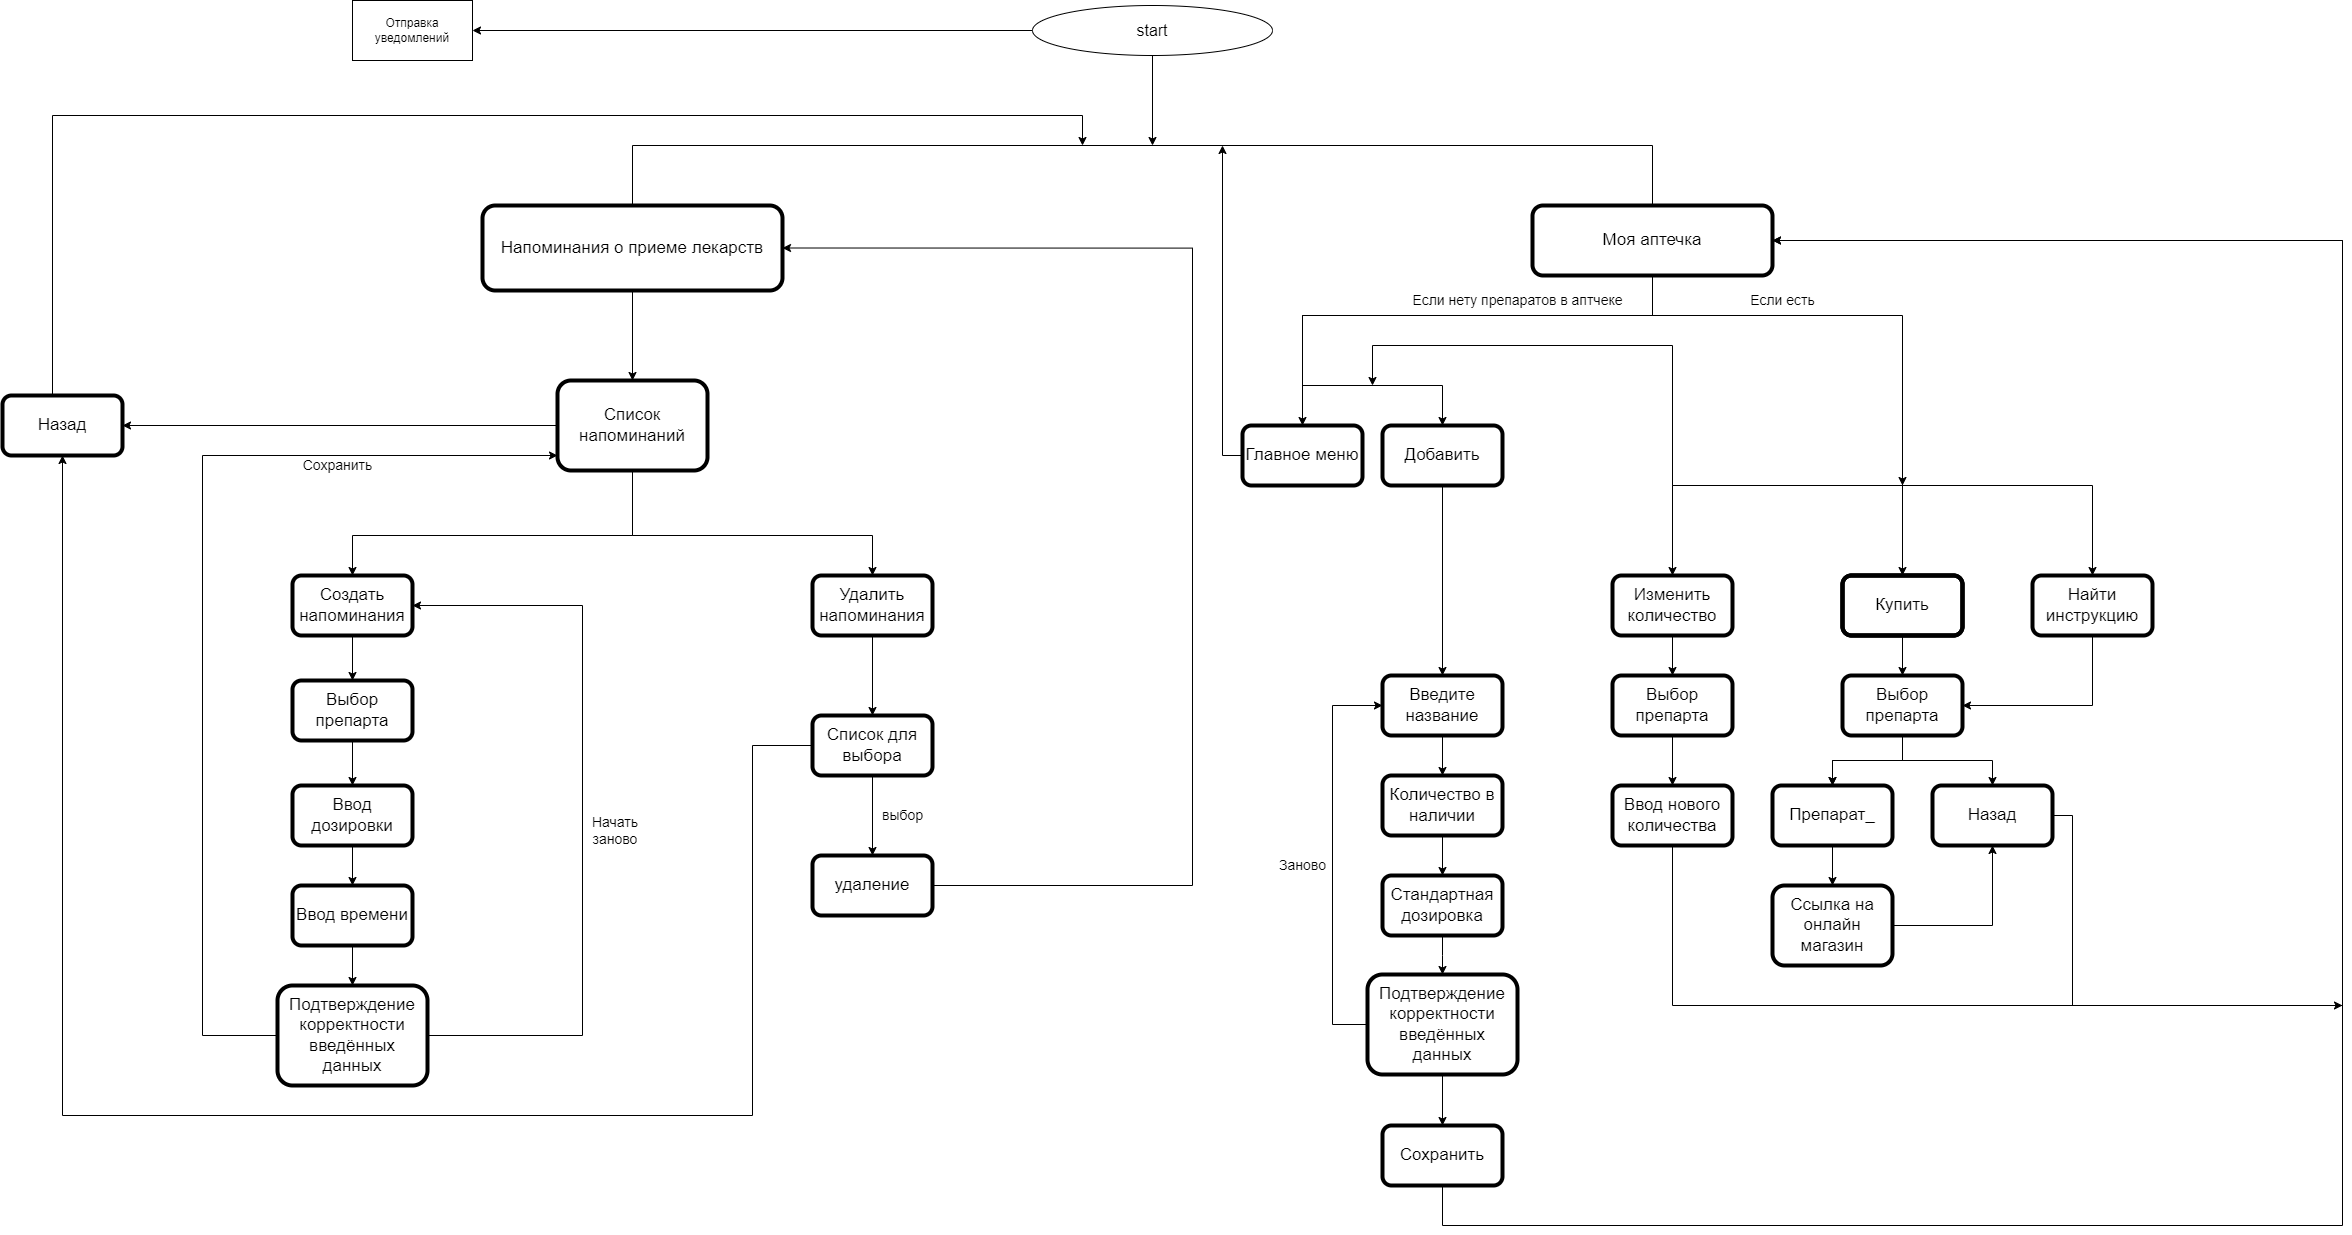 Отправка
уведомлений
start
Напоминания о приеме лекарств
Моя аптечка
Если нету препаратов в аптчеке
Если есть
Назад
Список
напоминаний
Сохранить
Главное меню
Добавить
Создать
напоминания
Удалить
напоминания
Изменить
количество
Купить
Найти
инструкцию
Выбор
препарта
Введите
название
Выбор
препарта
Выбор
препарта
Список для
выбора
Ввод
дозировки
Начать
заново
выбор
Количество в
наличии
Ввод нового
количества
Препарат_
Назад
Заново
удаление
Ввод времени
Стандартная
дозировка
Ссылка на
онлайн
магазин
Подтверждение
корректности
введённых
данных
Подтверждение
корректности
введённых
данных
Сохранить